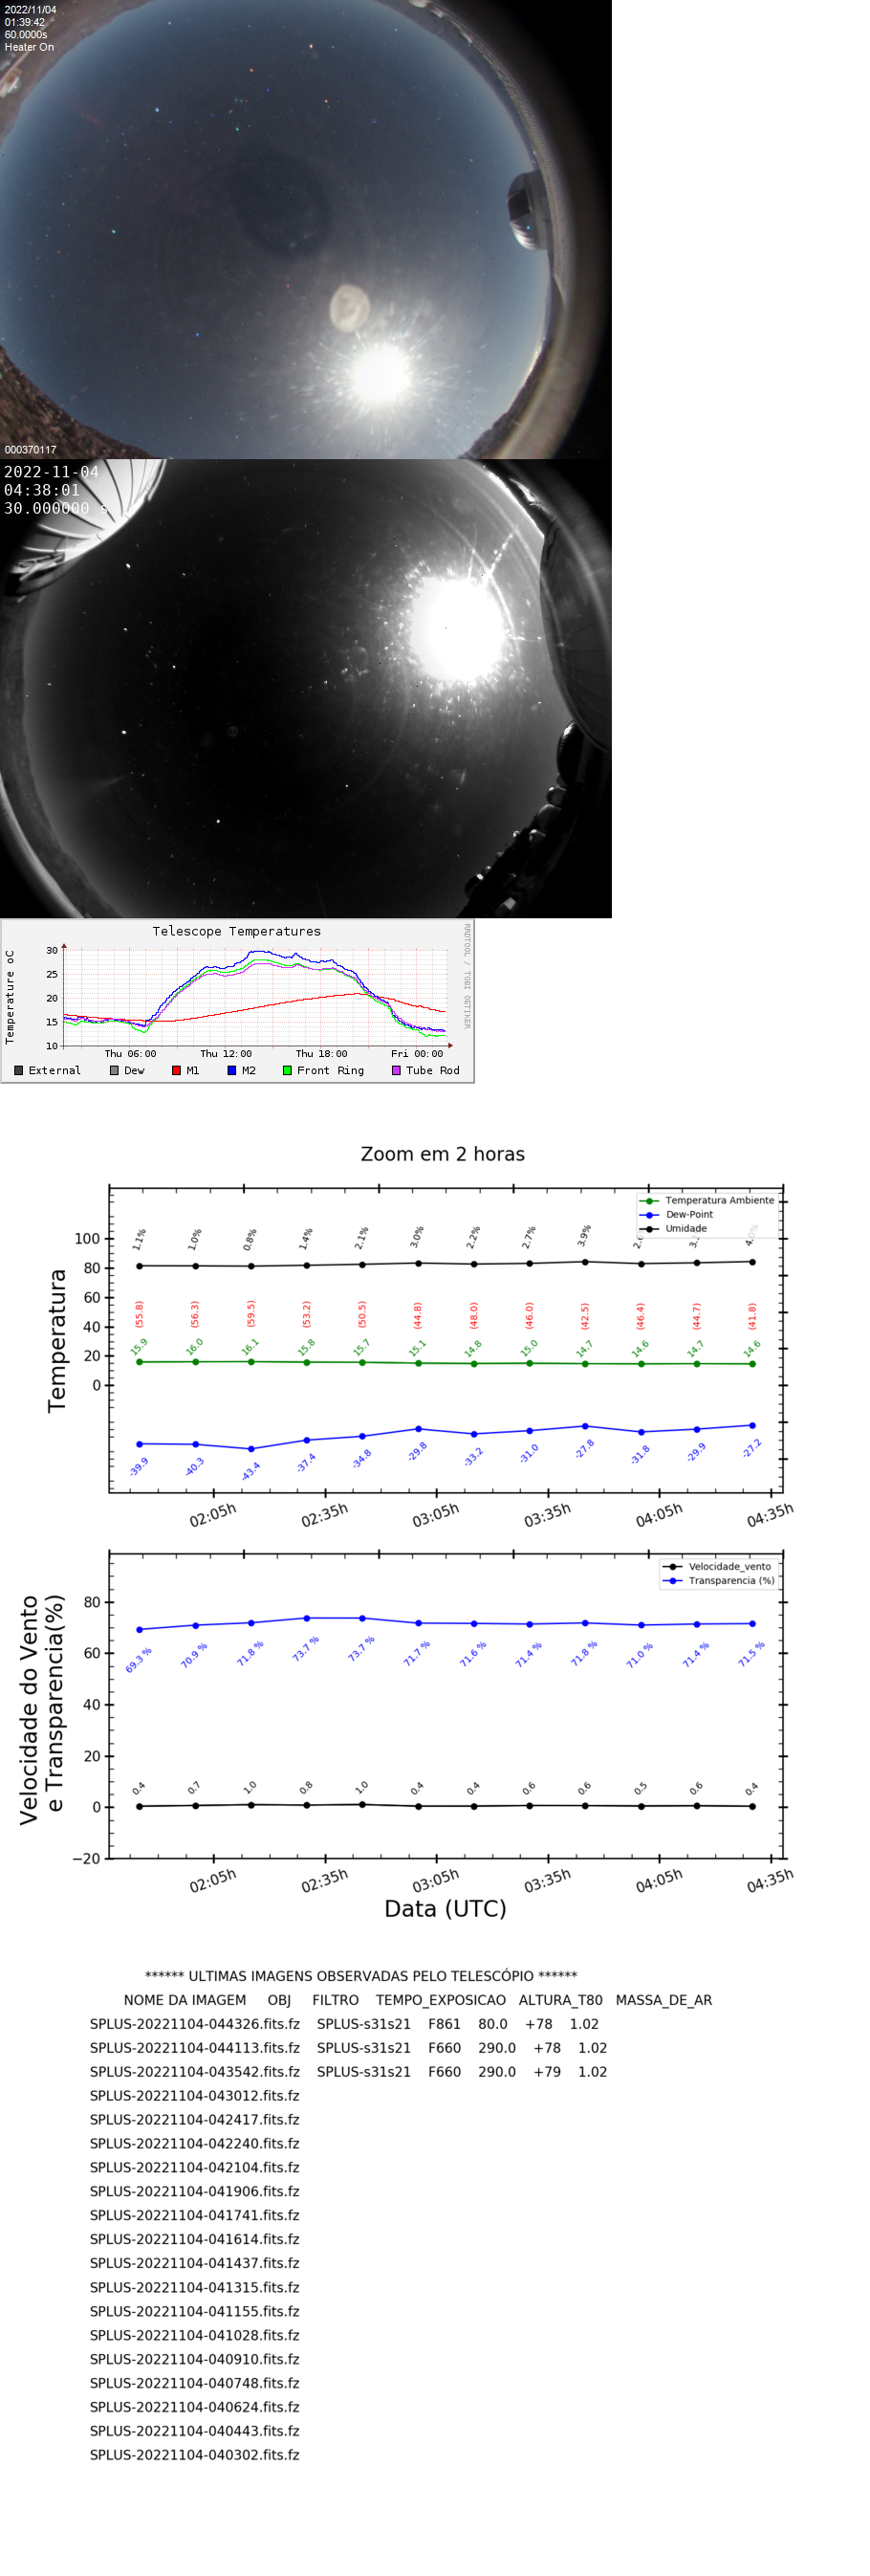 2022/11/04
01:39:42
60.0000s
Heater On
000370117
2022-11-04
04:38:01
30.000000 s
Telescope Temperatures
RRDTOOL / TOBI OETIKER
Temperature oC
30
25
20
15
10
Thu 06:00 Thu 12:00 Thu 18:00 Fri 00:00
External Dew M1 M2 Front Ring Tube Rod
Zoom em 2 horas
Temperatura Ambiente
Dew-Point
Umidade
Temperatura
100
80
60
40
20
0
1.1% 1.0% 0.8% 1.4% 2.1% 3.0% 2.2% 2.7% 3.9%
(55.8) (56.3) (59.5) (53.2) (50.5) (44.8) (48.0) (46.0) (42.5) (46.4) (44.7) (41.8)
15.9 16.0 16.1 15.8 15.7 15.1 14.8 15.0 14.7 14.6 14.7 14.6
-39.9 -40.3 -43.4 -37.4 -34.8 -29.8 -33.2 -31.0 -27.8 -31.8 -29.9 -27.2
02:05h 02:35h 03:05h 03:35h 04:05h 04:35h
Velocidade_vento
Transparencia (%)
Velocidade do Vento
e Transparencia(%)
80
60
40
20
0
−20
69.3 % 70.9 % 71.8 % 73.7 % 73.7 % 71.7 % 71.6 % 71.4 % 71.8 % 71.0 % 71.4 % 71.5 %
0.4 0.7 1.0 0.8 1.0 0.4 0.4 0.6 0.6 0.5 0.6 0.4
02:05h 02:35h 03:05h 03:35h 04:05h 04:35h
Data (UTC)
****** ULTIMAS IMAGENS OBSERVADAS PELO TELESCÓPIO ******
NOME DA IMAGEM OBJ FILTRO TEMPO_EXPOSICAO ALTURA_T80 MASSA_DE_AR
SPLUS-20221104-044326.fits.fz SPLUS-s31s21 F861 80.0 +78 1.02
SPLUS-20221104-044113.fits.fz SPLUS-s31s21 F660 290.0 +78 1.02
SPLUS-20221104-043542.fits.fz SPLUS-s31s21 F660 290.0 +79 1.02
SPLUS-20221104-043012.fits.fz
SPLUS-20221104-042417.fits.fz
SPLUS-20221104-042240.fits.fz
SPLUS-20221104-042104.fits.fz
SPLUS-20221104-041906.fits.fz
SPLUS-20221104-041741.fits.fz
SPLUS-20221104-041614.fits.fz
SPLUS-20221104-041437.fits.fz
SPLUS-20221104-041315.fits.fz
SPLUS-20221104-041155.fits.fz
SPLUS-20221104-041028.fits.fz
SPLUS-20221104-040910.fits.fz
SPLUS-20221104-040748.fits.fz
SPLUS-20221104-040624.fits.fz
SPLUS-20221104-040443.fits.fz
SPLUS-20221104-040302.fits.fz